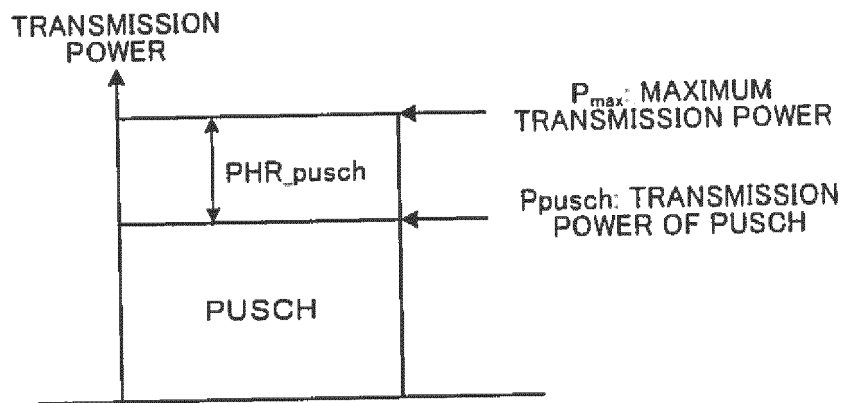 TRANSMISSION
POWER
Pmax: MAXIMUM
TRANSMISSION POWER
PHR_pusch
Ppusch: TRANSMISSION
POWER OF PUSCH
PUSCH